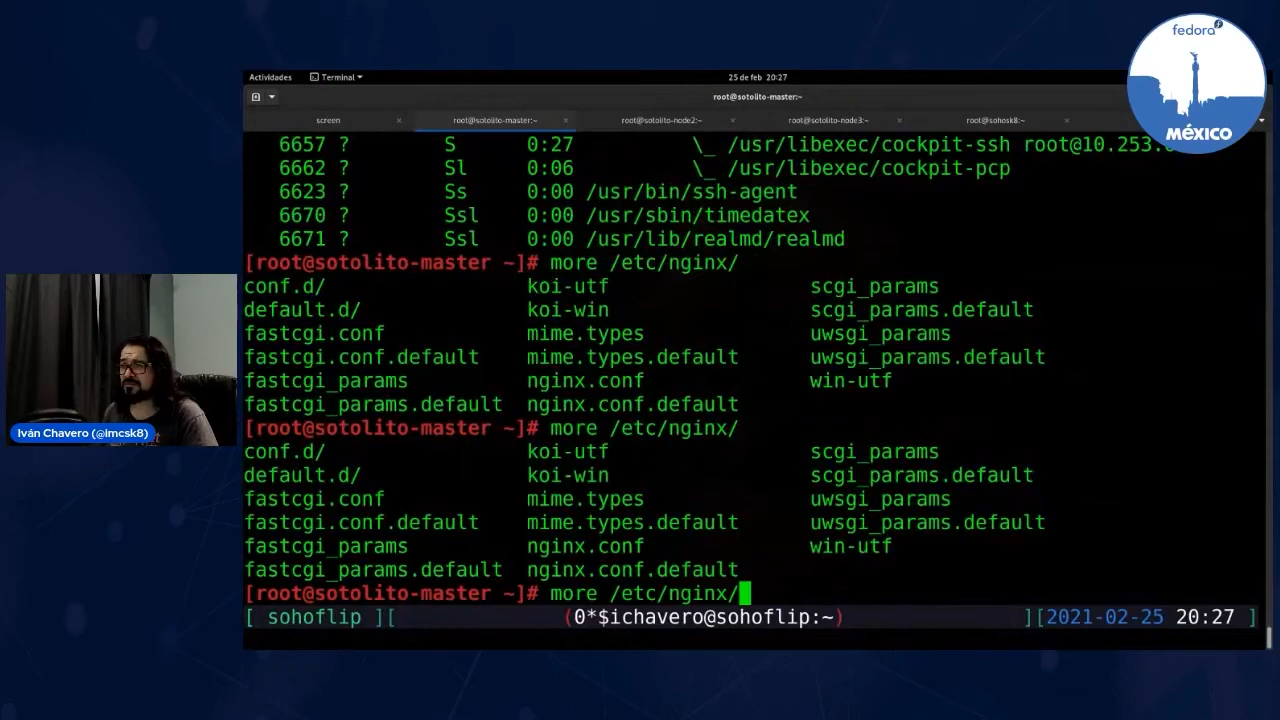 fedora
MÉXICO
Actividades Terminal 25 de feb 20:27
root@sotolito-master:~
screen × root@sotolito-master:~ × root@sotolito-node2:~ × root@sotolito-node3:~ × root@sohosk8:~ ×
6657 ? S 0:27 \_ /usr/libexec/cockpit-ssh root@10.253.
6662 ? Sl 0:06 \_ /usr/libexec/cockpit-pcp
6623 ? Ss 0:00 /usr/bin/ssh-agent
6670 ? Ssl 0:00 /usr/sbin/timedatex
6671 ? Ssl 0:00 /usr/lib/realmd/realmd
[root@sotolito-master ~]# more /etc/nginx/
conf.d/ koi-utf scgi_params
default.d/ koi-win scgi_params.default
fastcgi.conf mime.types uwsgi_params
fastcgi.conf.default mime.types.default uwsgi_params.default
fastcgi_params nginx.conf win-utf
fastcgi_params.default nginx.conf.default
[root@sotolito-master ~]# more /etc/nginx/
conf.d/ koi-utf scgi_params
default.d/ koi-win scgi_params.default
fastcgi.conf mime.types uwsgi_params
fastcgi.conf.default mime.types.default uwsgi_params.default
fastcgi_params nginx.conf win-utf
fastcgi_params.default nginx.conf.default
[root@sotolito-master ~]# more /etc/nginx/
[ sohoflip ][ (0*$ichavero@sohoflip:~) ][2021-02-25 20:27 ]
Iván Chavero (@imcsk8)